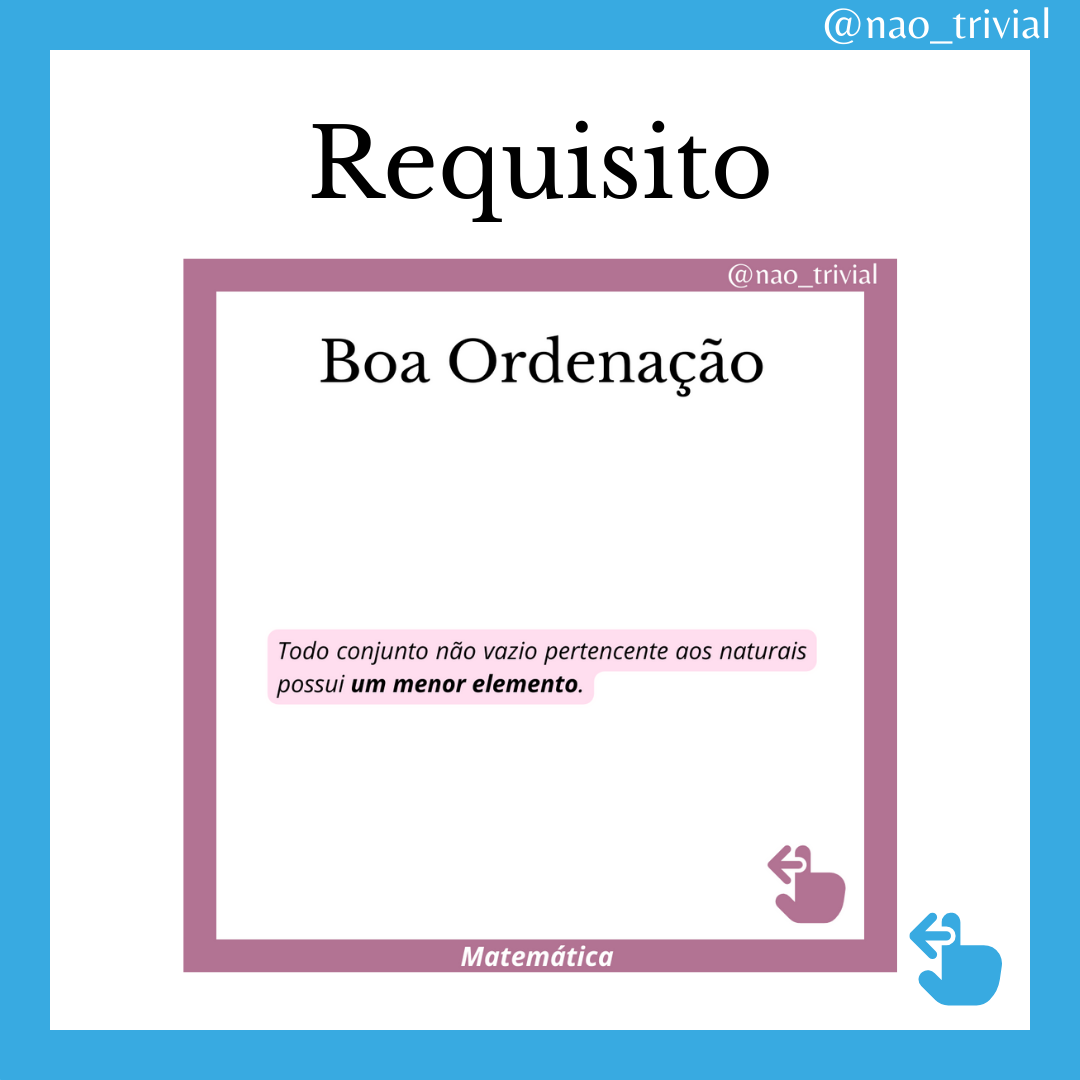 @nao_trivial
Requisito
@nao_trivial
Boa Ordenação
Todo conjunto não vazio pertencente aos naturais
possui um menor elemento.
Matemática